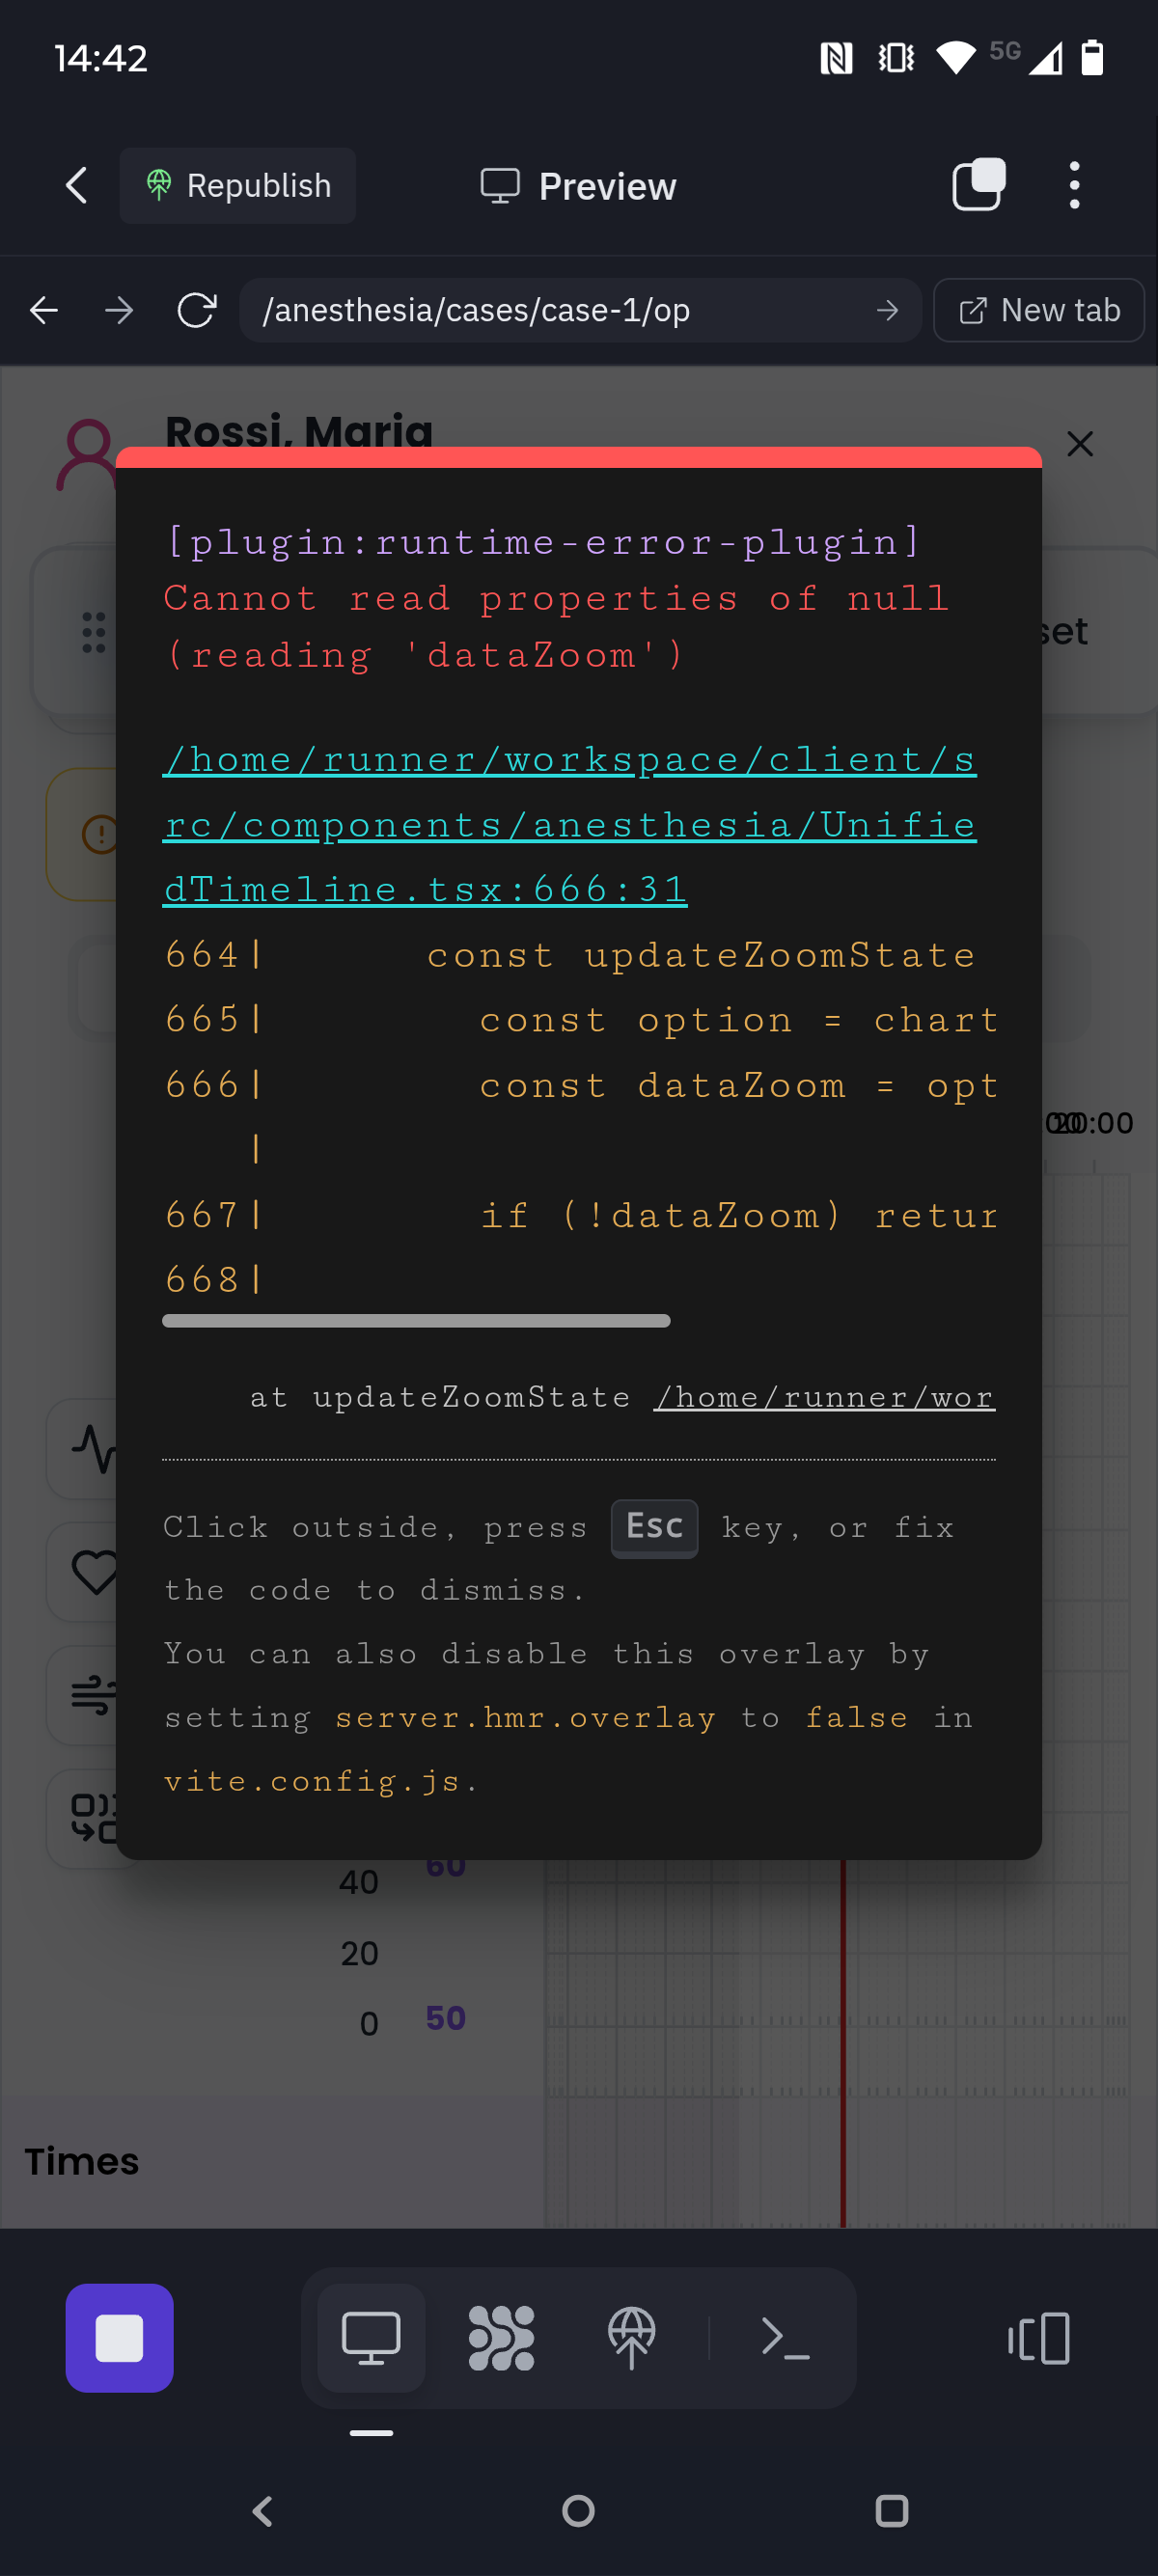 14:42
5G
Republish
Preview
/anesthesia/cases/case-1/op
New tab
Rossi, Maria
[plugin:runtime-error-plugin]
Cannot read properties of null
(reading 'dataZoom')
/home/runner/workspace/client/s
rc/components/anesthesia/Unifie
dTimeline.tsx:666:31
664|      const updateZoomState
665|        const option = chart
666|        const dataZoom = opt
   |
667|        if (!dataZoom) retur
668|
at updateZoomState /home/runner/wor
Click outside, press Esc key, or fix
the code to dismiss.
You can also disable this overlay by
setting server.hmr.overlay to false in
vite.config.js.
set
20:00
40 60
20
0 50
Times